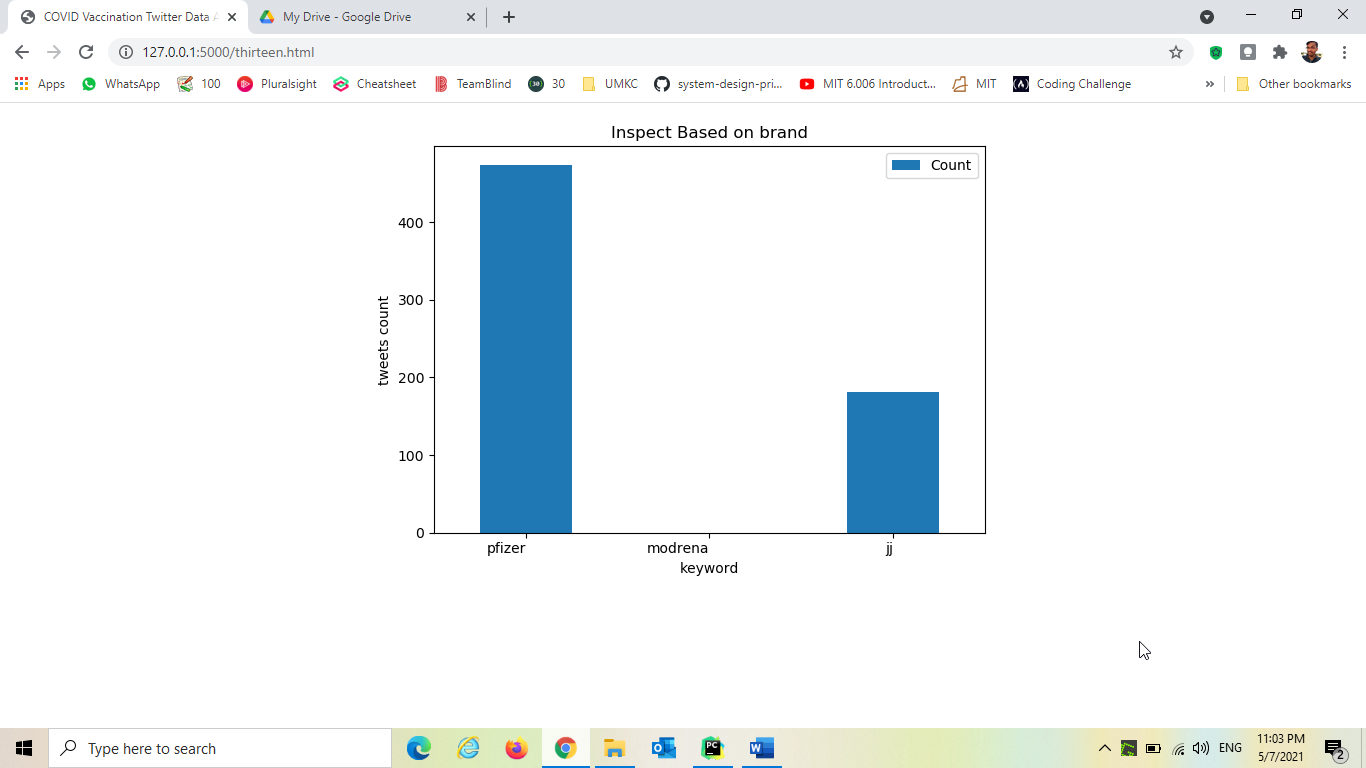 COVID Vaccination Twitter Data A
My Drive - Google Drive
127.0.0.1:5000/thirteen.html
Apps WhatsApp 100 Pluralsight Cheatsheet TeamBlind 30 30 UMKC system-design-pri... MIT 6.006 Introduct... MIT Coding Challenge » Other bookmarks
Inspect Based on brand
Count
400
300
200
100
0
tweets count
pfizer modrena jj
keyword
Type here to search
PC
W
ENG
11:03 PM
5/7/2021
2